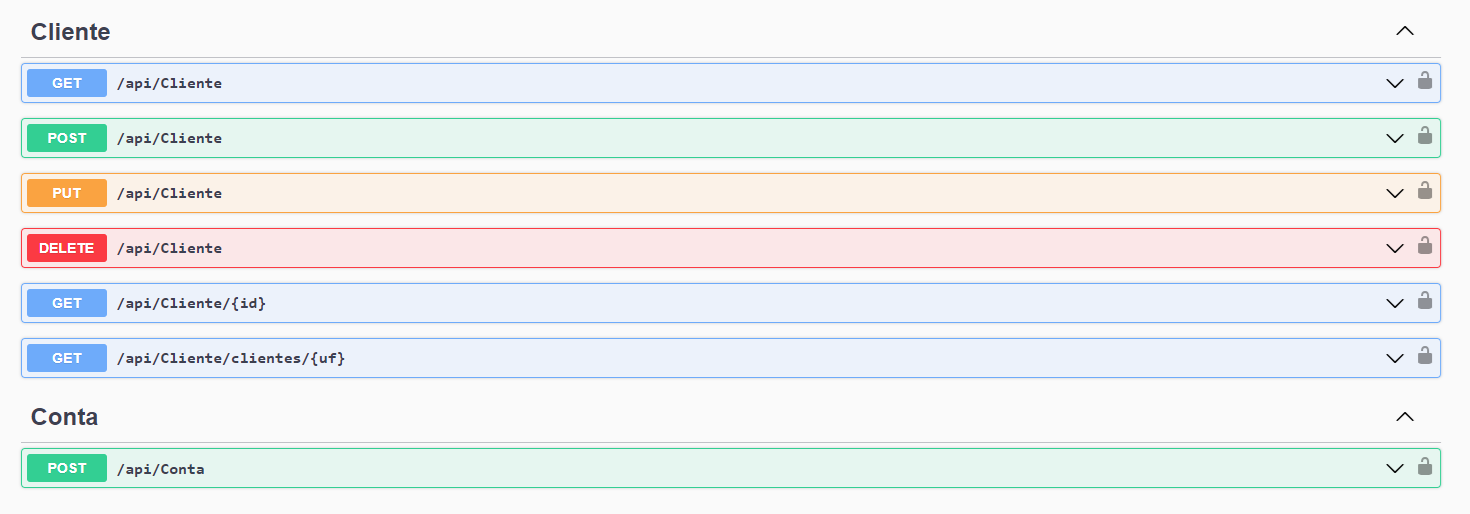 Cliente
GET /api/Cliente
POST /api/Cliente
PUT /api/Cliente
DELETE /api/Cliente
GET /api/Cliente/{id}
GET /api/Cliente/clientes/{uf}
Conta
POST /api/Conta